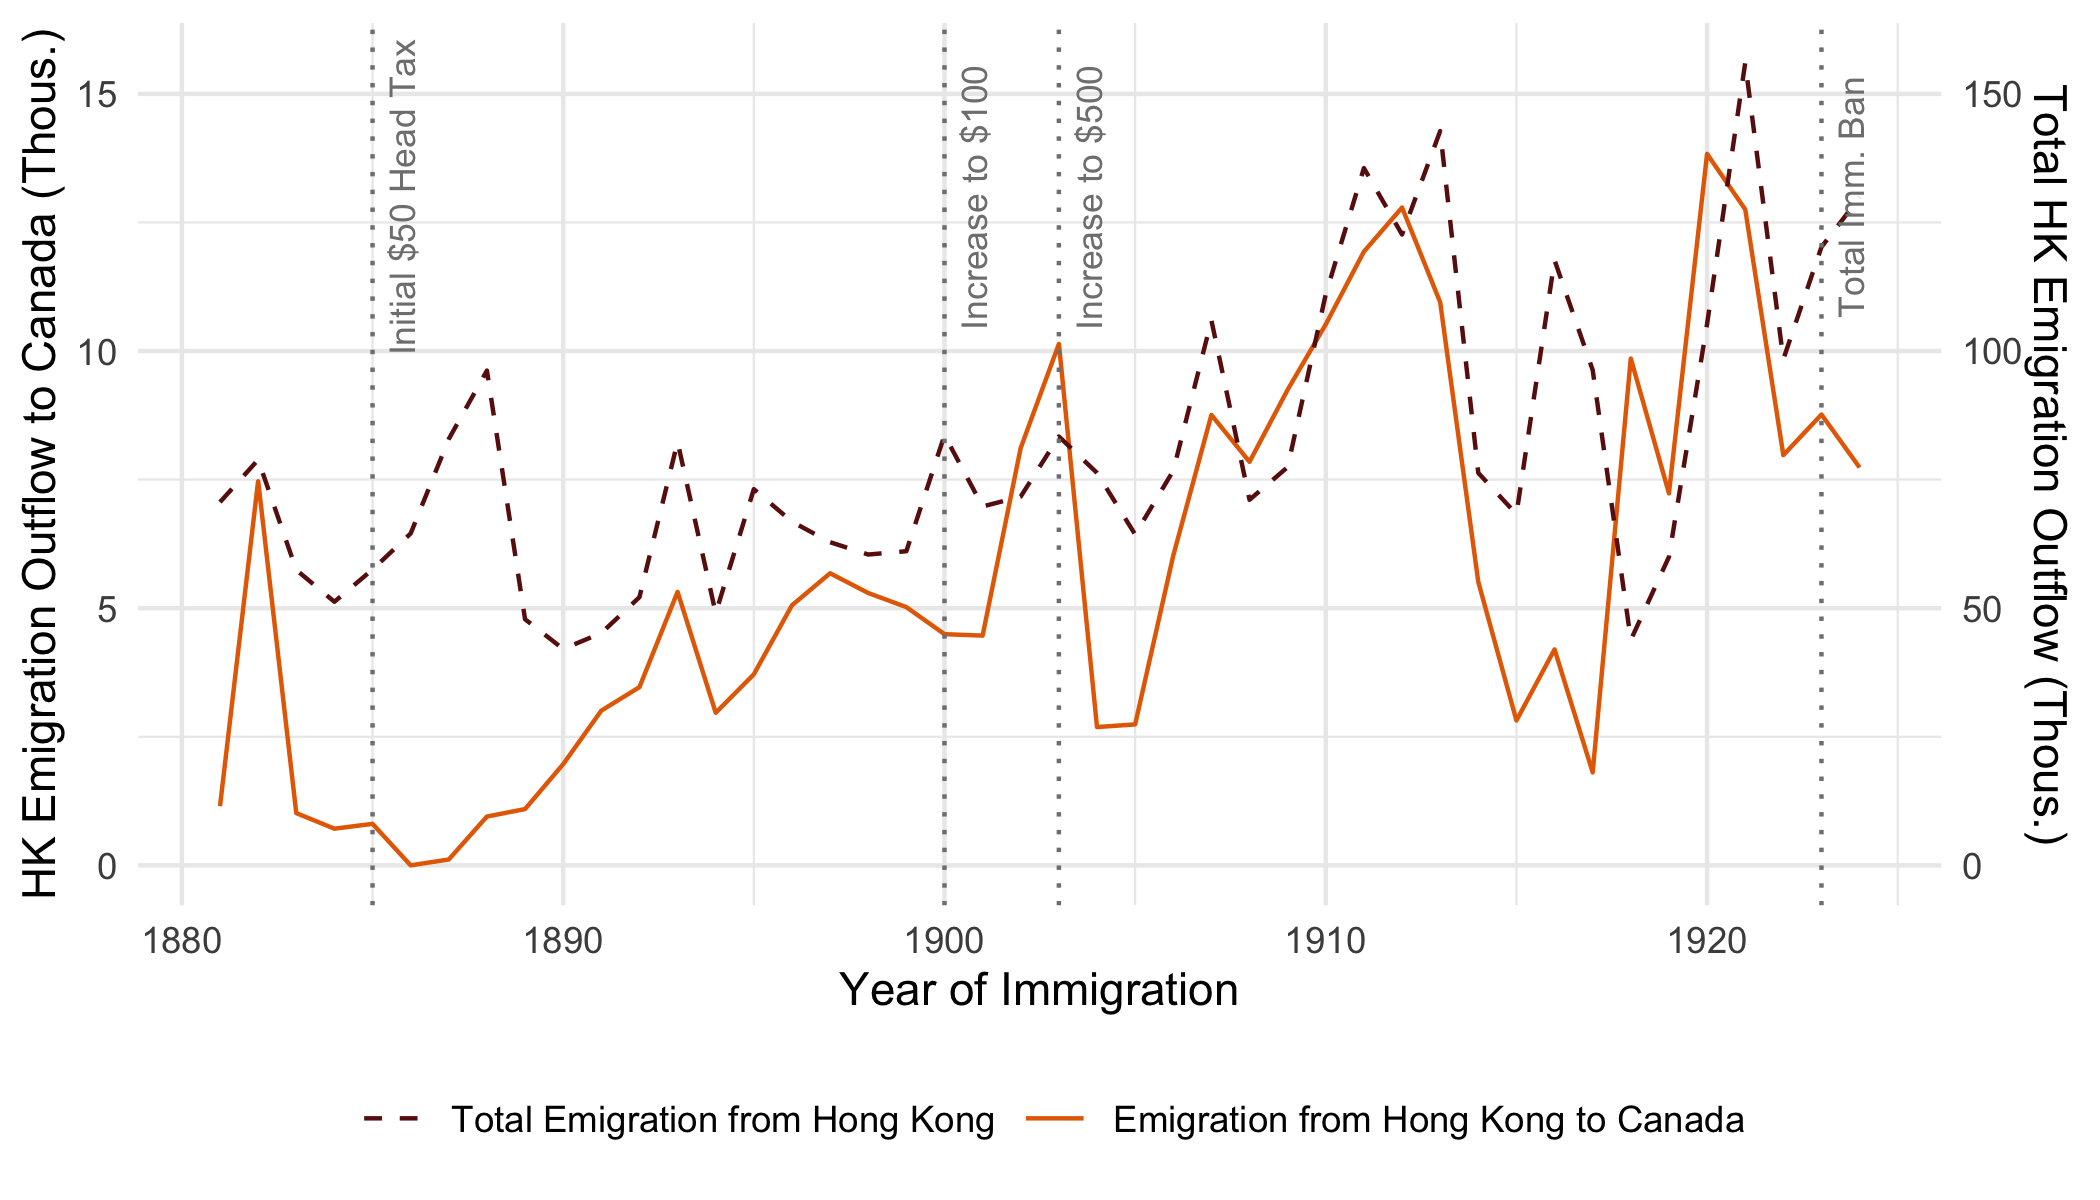 HK Emigration Outflow to Canada (Thous.)
15
10
5
0
Initial $50 Head Tax
Increase to $100
Increase to $500
Total Imm. Ban
150
100
50
0
Total HK Emigration Outflow (Thous.)
1880
1890
1900
1910
1920
Year of Immigration
Total Emigration from Hong Kong
Emigration from Hong Kong to Canada